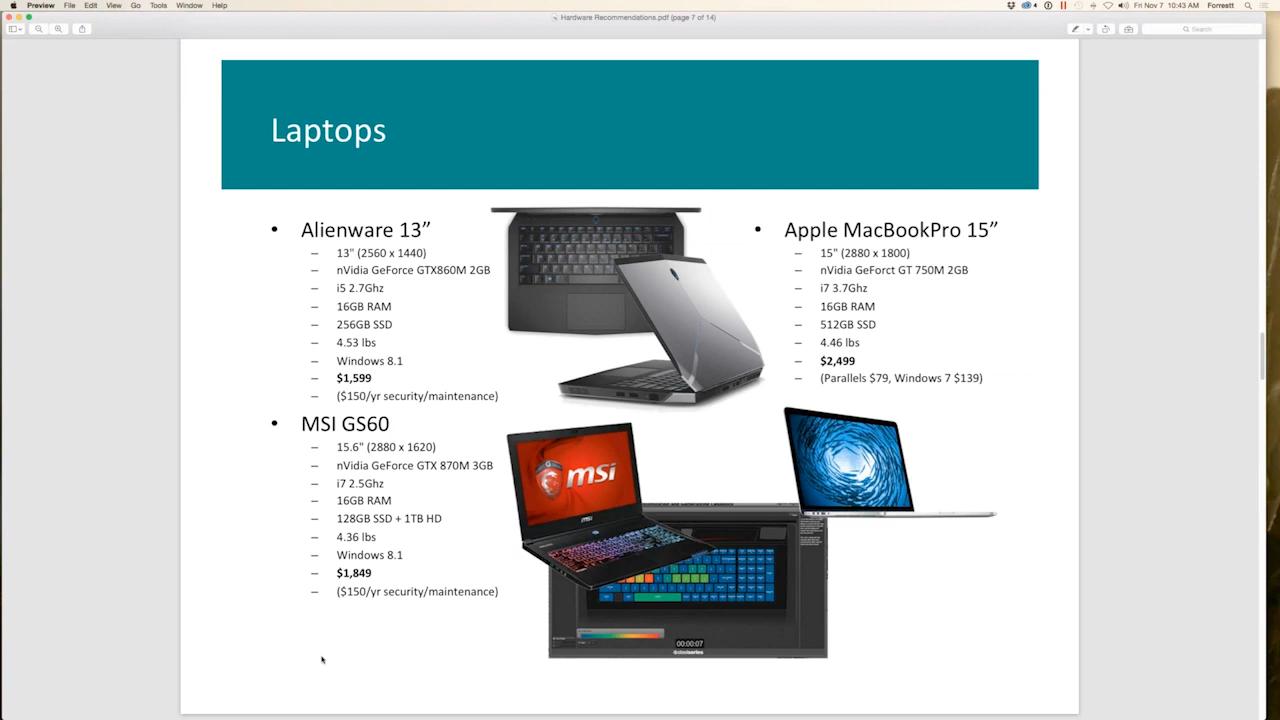 Preview File Edit View Go Tools Window Help
4
Fri Nov 7 10:43 AM Forrestt
Hardware Recommendations.pdf (page 7 of 14)
Search
Laptops
• Alienware 13”
– 13" (2560 x 1440)
– nVidia GeForce GTX860M 2GB
– i5 2.7Ghz
– 16GB RAM
– 256GB SSD
– 4.53 lbs
– Windows 8.1
– $1,599
– ($150/yr security/maintenance)
• MSI GS60
– 15.6" (2880 x 1620)
– nVidia GeForce GTX 870M 3GB
– i7 2.5Ghz
– 16GB RAM
– 128GB SSD + 1TB HD
– 4.36 lbs
– Windows 8.1
– $1,849
– ($150/yr security/maintenance)
• Apple MacBookPro 15”
– 15" (2880 x 1800)
– nVidia GeForct GT 750M 2GB
– i7 3.7Ghz
– 16GB RAM
– 512GB SSD
– 4.46 lbs
– $2,499
– (Parallels $79, Windows 7 $139)
msi
msi
00:00:07
steelseries